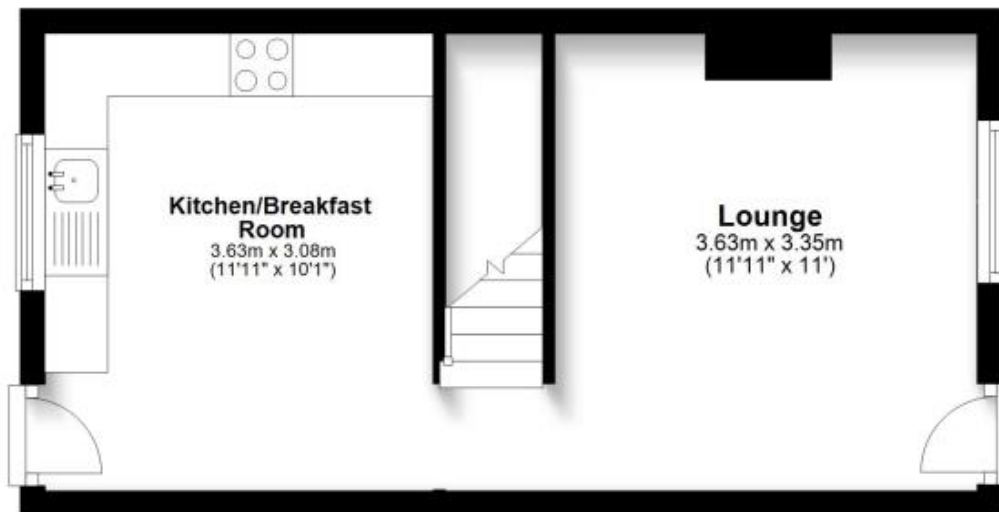 Kitchen/Breakfast
Room
3.63m x 3.08m
(11'11" x 10'1")
Lounge
3.63m x 3.35m
(11'11" x 11')